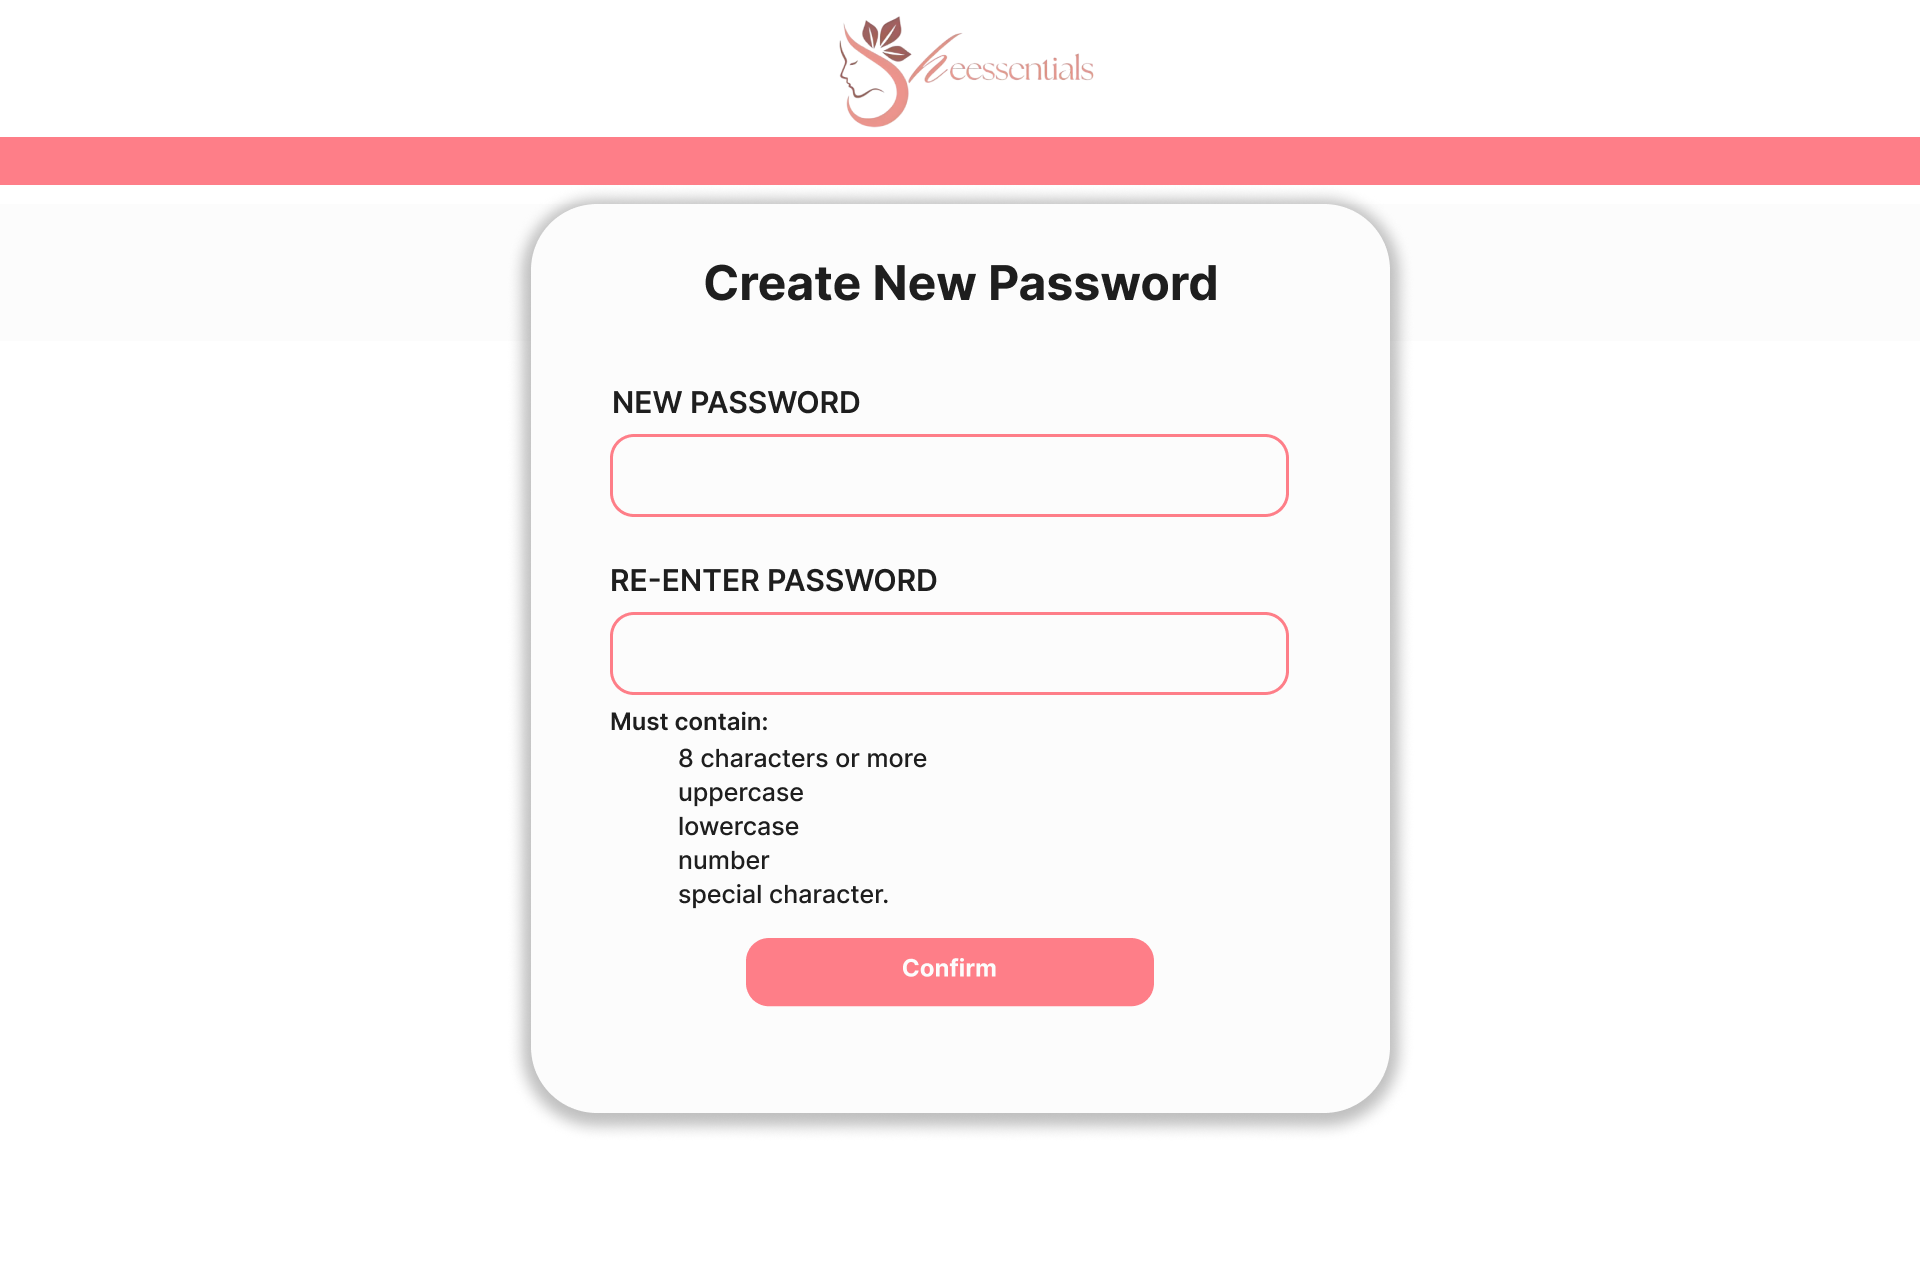 Sheessentials
Create New Password
NEW PASSWORD
RE-ENTER PASSWORD
Must contain:
8 characters or more
uppercase
lowercase
number
special character.
Confirm